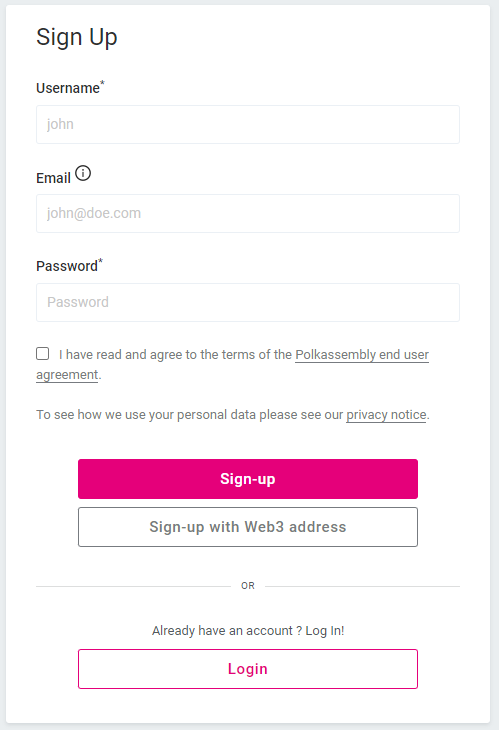 Sign Up
Username*
john
Email
john@doe.com
Password*
Password
I have read and agree to the terms of the Polkassembly end user
agreement.
To see how we use your personal data please see our privacy notice.
Sign-up
Sign-up with Web3 address
OR
Already have an account ? Log In!
Login